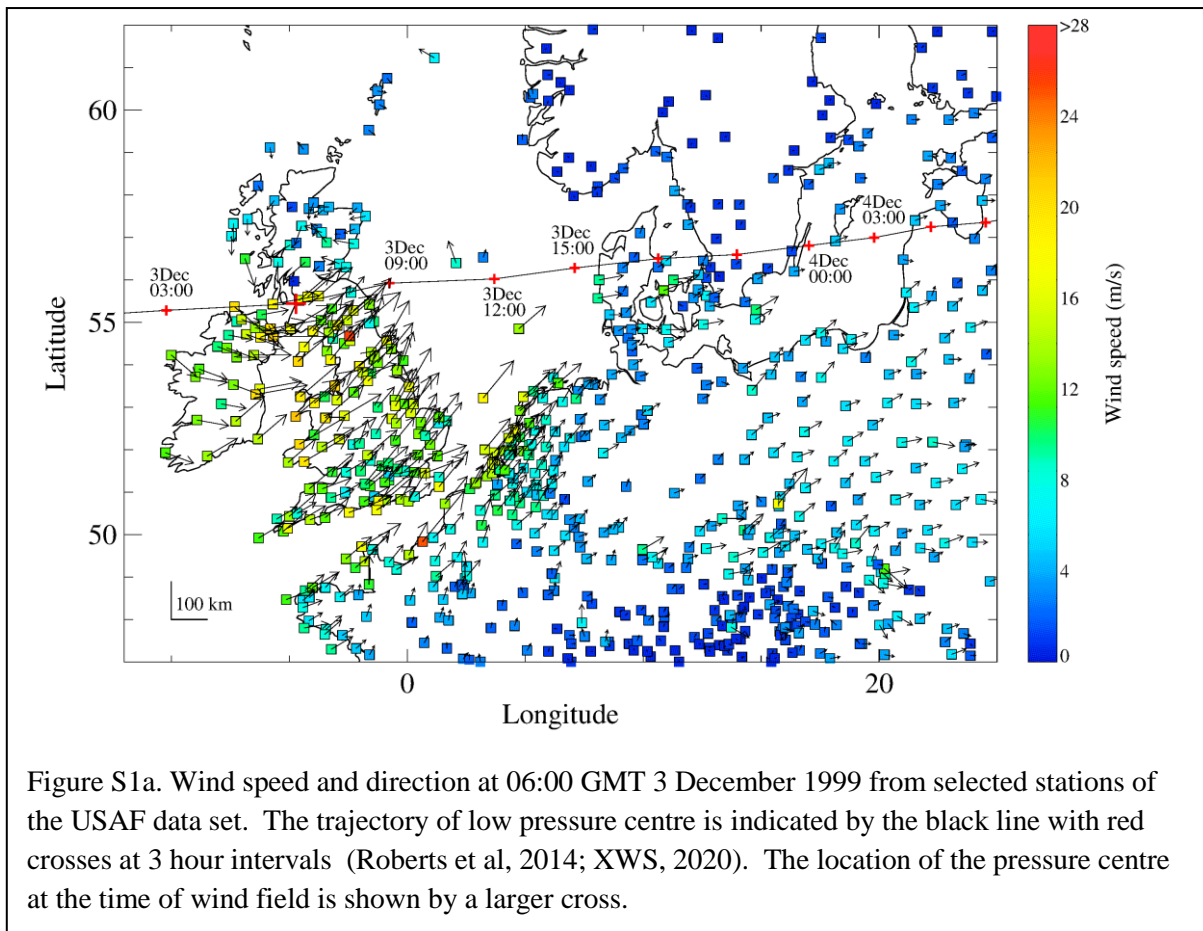 >28
24
20
16
12
8
4
0
Wind speed (m/s)
60
55
50
Latitude
3Dec
03:00
3Dec
09:00
3Dec
12:00
3Dec
15:00
4Dec
00:00
4Dec
03:00
100 km
0
20
Longitude
Figure S1a. Wind speed and direction at 06:00 GMT 3 December 1999 from selected stations of
the USAF data set. The trajectory of low pressure centre is indicated by the black line with red
crosses at 3 hour intervals (Roberts et al, 2014; XWS, 2020). The location of the pressure centre
at the time of wind field is shown by a larger cross.